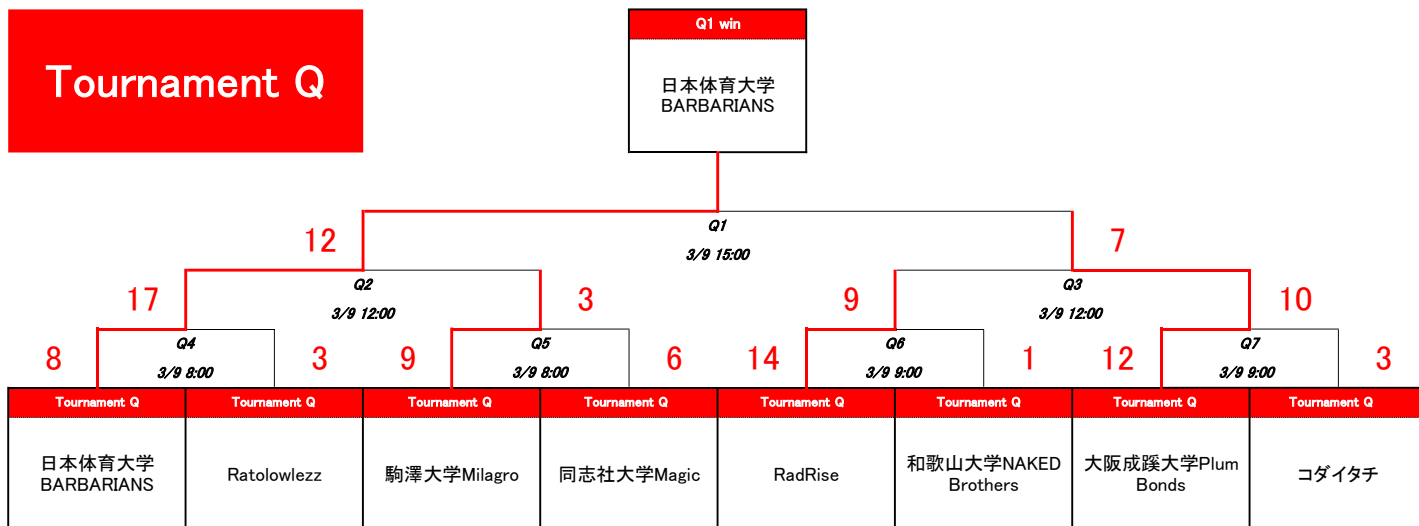 Tournament Q
Q1 win
日本体育大学
BARBARIANS
Q1
12
7
3/9 15:00
Q2
Q3
17
3
9
10
3/9 12:00
3/9 12:00
Q4
Q5
Q6
Q7
8
3
9
6
14
1
12
3
3/9 8:00
3/9 8:00
3/9 9:00
3/9 9:00
Tournament Q
Tournament Q
Tournament Q
Tournament Q
Tournament Q
Tournament Q
Tournament Q
Tournament Q
日本体育大学
BARBARIANS
Ratolowlezz
駒澤大学Milagro
同志社大学Magic
RadRise
和歌山大学NAKED
Brothers
大阪成蹊大学Plum
Bonds
コダイタチ